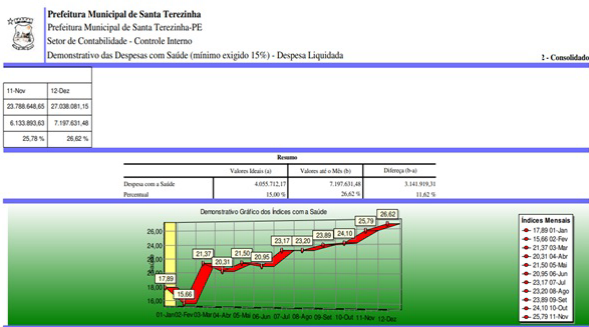 Prefeitura Municipal de Santa Terezinha
Prefeitura Municipal de Santa Terezinha-PE
Setor de Contabilidade - Controle Interno
Demonstrativo das Despesas com Saúde (mínimo exigido 15%) - Despesa Liquidada
2 - Consolidado
11-Nov 12-Dez
23.788.648,65 27.038.081,15
6.133.893,63 7.197.631,48
25,78 % 26,62 %
Resumo
Valores Ideais (a) Valores até o Mês (b) Diferença (b-a)
Despesa com a Saúde 4.055.712,17 7.197.631,48 3.141.919,31
Percentual 15,00 % 26,62 % 11,62 %
Demonstrativo Gráfico dos Índices com a Saúde
26,00
24,00
22,00
20,00
18,00
16,00
17,89 15,66 21,37 20,31 21,50 20,95 23,17 23,20 23,89 24,10 25,79 26,62
01-Jan 02-Fev 03-Mar 04-Abr 05-Mai 06-Jun 07-Jul 08-Ago 09-Set 10-Out 11-Nov 12-Dez
Índices Mensais
17,89 01-Jan
15,66 02-Fev
21,37 03-Mar
20,31 04-Abr
21,50 05-Mai
20,95 06-Jun
23,17 07-Jul
23,20 08-Ago
23,89 09-Set
24,10 10-Out
25,79 11-Nov